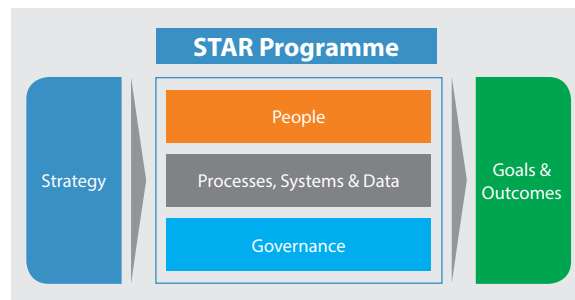 STAR Programme
Strategy
People
Processes, Systems & Data
Governance
Goals &
Outcomes